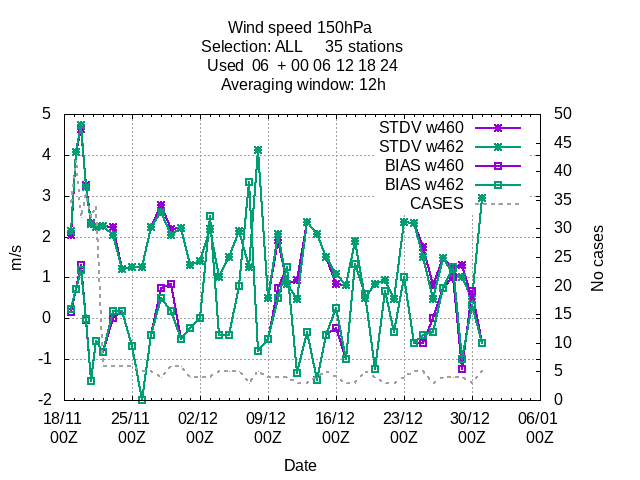 Wind speed 150hPa
Selection: ALL 35 stations
Used 06 + 00 06 12 18 24
Averaging window: 12h
5
4
3
2
1
0
-1
-2
m/s
STDV w460
STDV w462
BIAS w460
BIAS w462
CASES
50
45
40
35
30
25
20
15
10
5
0
No cases
18/11 25/11 02/12 09/12 16/12 23/12 30/12 06/01
00Z 00Z 00Z 00Z 00Z 00Z 00Z 00Z
Date